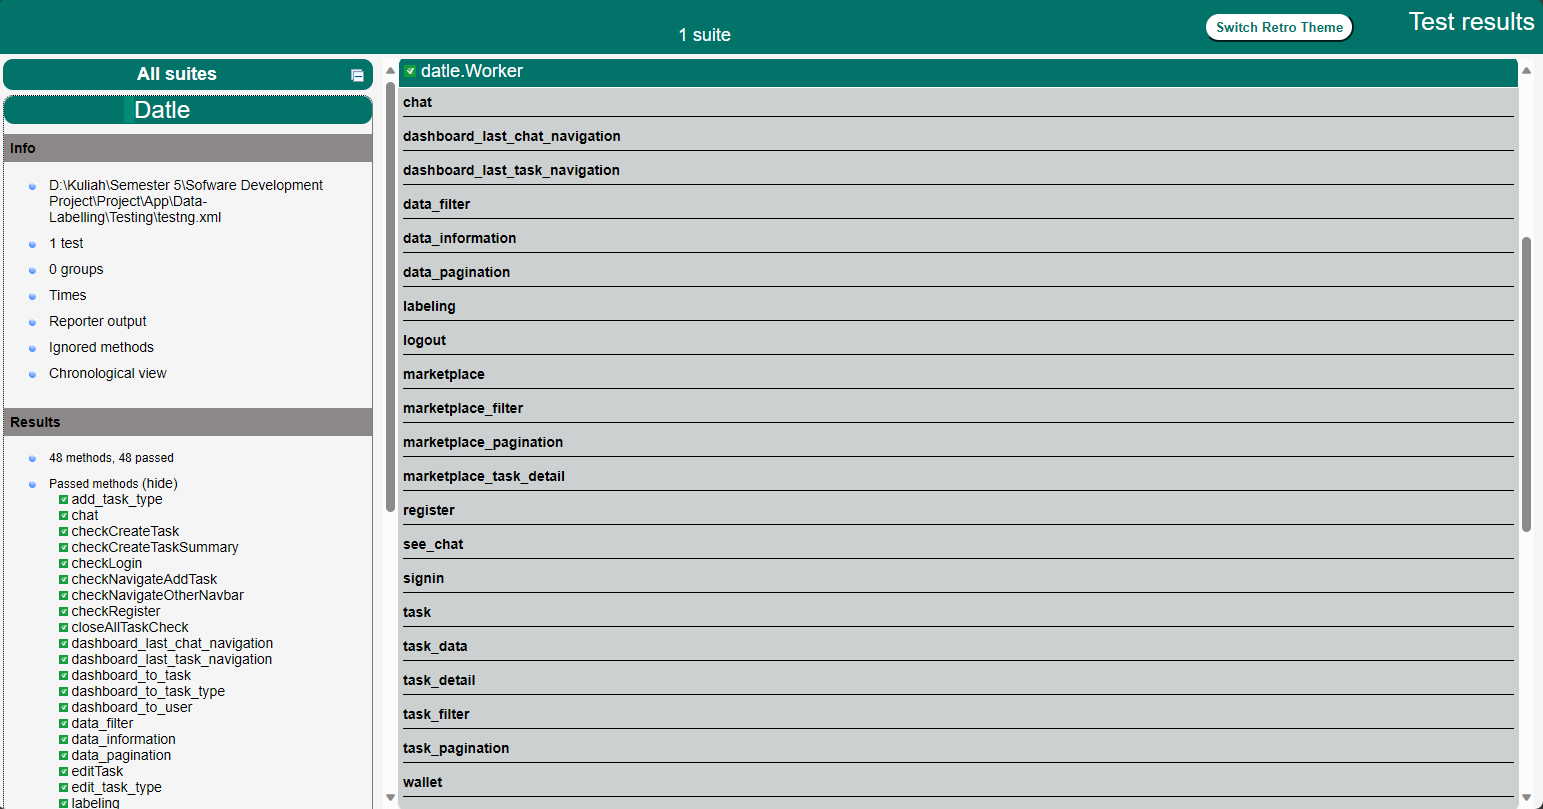 1 suite
Switch Retro Theme
Test results
All suites
Datle
Info
D:\Kuliah\Semester 5\Sofware Development
Project\Project\App\Data-
Labelling\Testing\testng.xml
1 test
0 groups
Times
Reporter output
Ignored methods
Chronological view
Results
48 methods, 48 passed
Passed methods (hide)
add_task_type
chat
checkCreateTask
checkCreateTaskSummary
checkLogin
checkNavigateAddTask
checkNavigateOtherNavbar
checkRegister
closeAllTaskCheck
dashboard_last_chat_navigation
dashboard_last_task_navigation
dashboard_to_task
dashboard_to_task_type
dashboard_to_user
data_filter
data_information
data_pagination
editTask
edit_task_type
labeling
datle.Worker
chat
dashboard_last_chat_navigation
dashboard_last_task_navigation
data_filter
data_information
data_pagination
labeling
logout
marketplace
marketplace_filter
marketplace_pagination
marketplace_task_detail
register
see_chat
signin
task
task_data
task_detail
task_filter
task_pagination
wallet